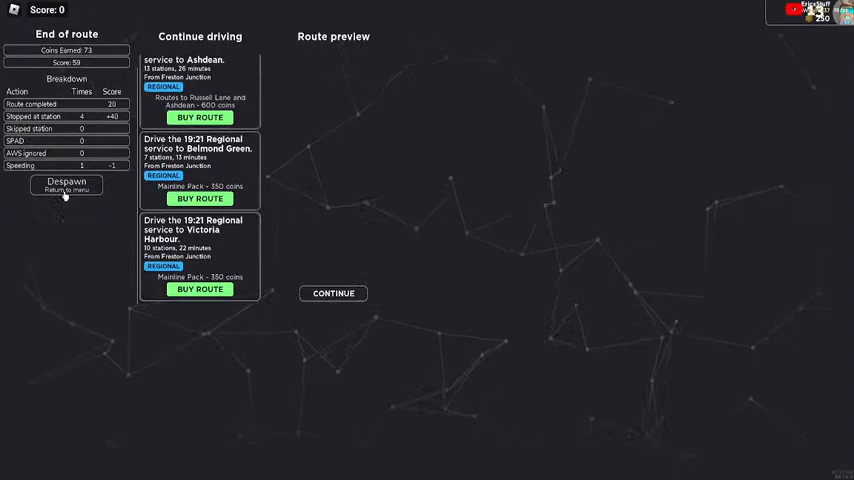 Score: 0
250
End of route
Coins Earned: 73
Score: 59
Breakdown
Action Times Score
Route completed 20
Stopped at station 4 +40
Skipped station 0
SPAD 0
AWS ignored 0
Speeding 1 -1
Despawn
Return to menu
Continue driving
service to Ashdean.
13 stations, 26 minutes
From Freston Junction
REGIONAL
Routes to Russell Lane and
Ashdean - 600 coins
BUY ROUTE
Drive the 19:21 Regional
service to Belmond Green.
7 stations, 13 minutes
From Freston Junction
REGIONAL
Mainline Pack - 350 coins
BUY ROUTE
Drive the 19:21 Regional
service to Victoria
Harbour.
10 stations, 22 minutes
From Freston Junction
REGIONAL
Mainline Pack - 350 coins
BUY ROUTE
Route preview
CONTINUE